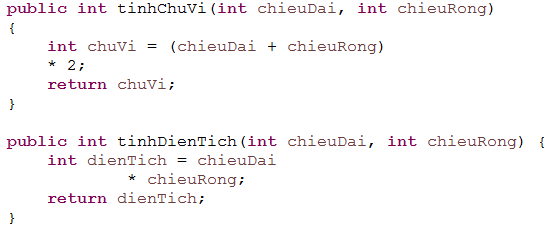 public int tinhChuVi(int chieuDai, int chieuRong)
{
    int chuVi = (chieuDai + chieuRong)
    * 2;
    return chuVi;
}

public int tinhDienTich(int chieuDai, int chieuRong) {
    int dienTich = chieuDai
            * chieuRong;
    return dienTich;
}